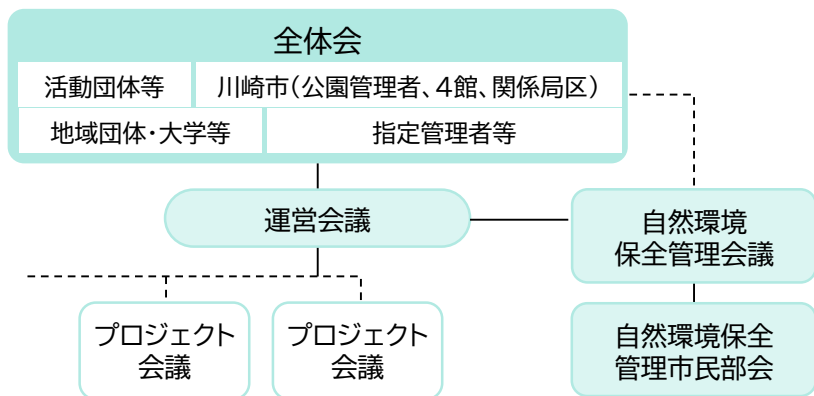 全体会
活動団体等
川崎市（公園管理者、4館、関係局区）
地域団体・大学等
指定管理者等
運営会議
自然環境
保全管理会議
プロジェクト
会議
プロジェクト
会議
自然環境保全
管理市民部会